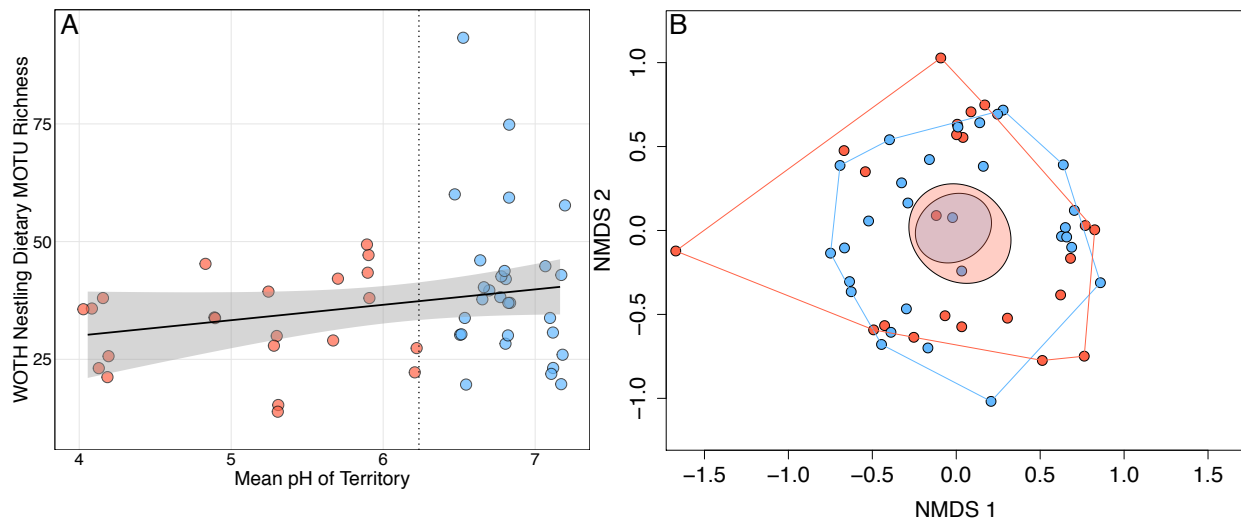 A
WOTH Nestling Dietary MOTU Richness
75
50
25
4 5 6 7
Mean pH of Territory
B
NMDS 2
1.0
0.5
0.0
−0.5
−1.0
−1.5 −1.0 −0.5 0.0 0.5 1.0 1.5
NMDS 1